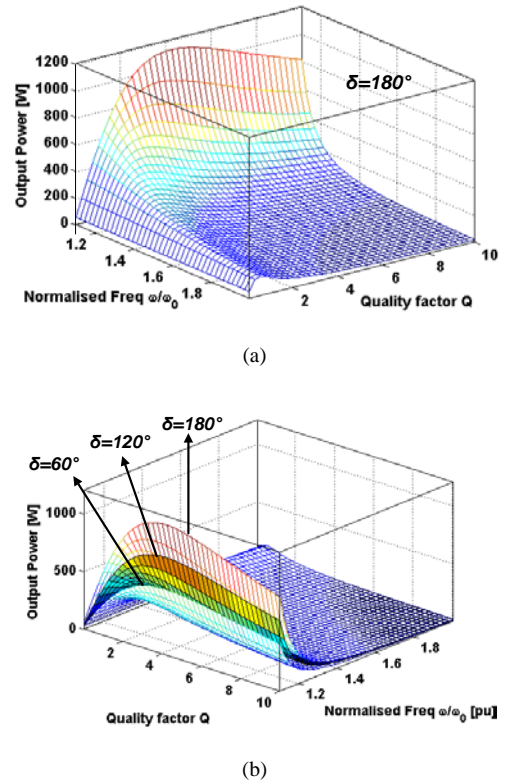 1200
1000
800
600
400
200
0
Output Power [W]
δ=180°
1.2
1.4
1.6
1.8
Normalised Freq ω/ω0
2
4
6
8
10
Quality factor Q
(a)
δ=180°
δ=120°
δ=60°
1000
500
0
Output Power [W]
2
4
6
8
10
Quality factor Q
1.2
1.4
1.6
1.8
Normalised Freq ω/ω0 [pu]
(b)